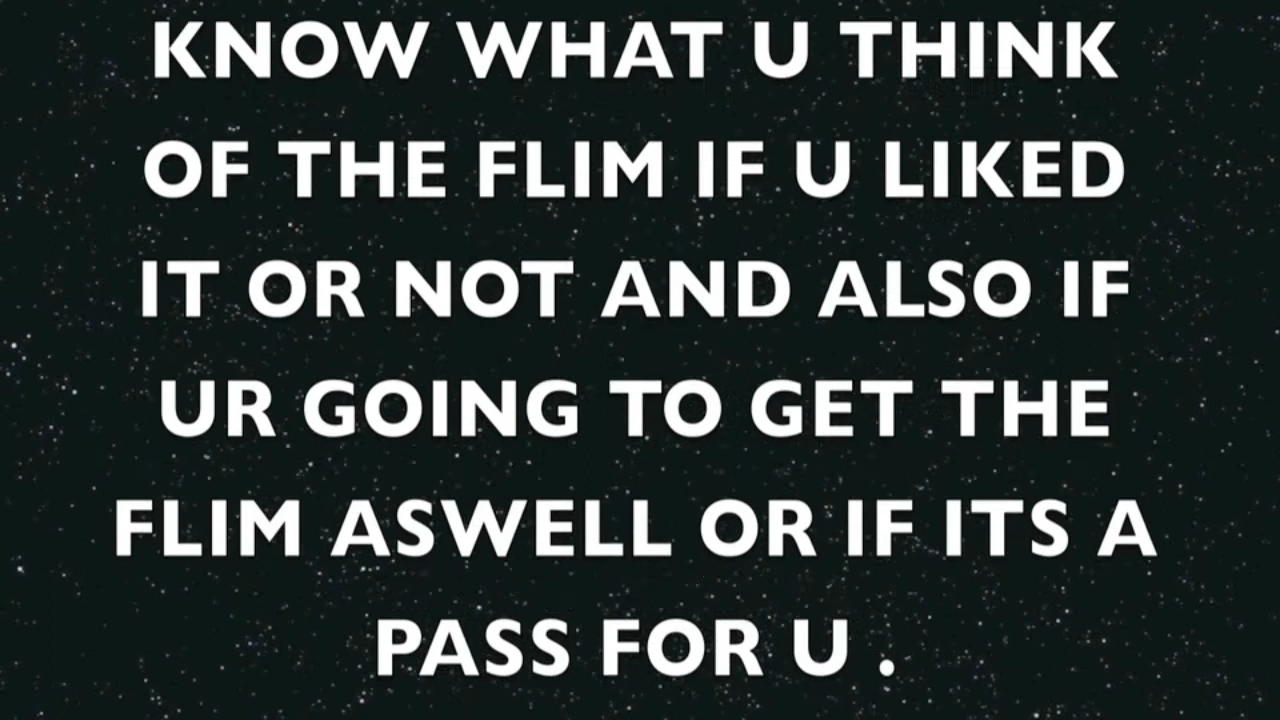 KNOW WHAT U THINK
OF THE FLIM IF U LIKED
IT OR NOT AND ALSO IF
UR GOING TO GET THE
FLIM ASWELL OR IF ITS A
PASS FOR U .